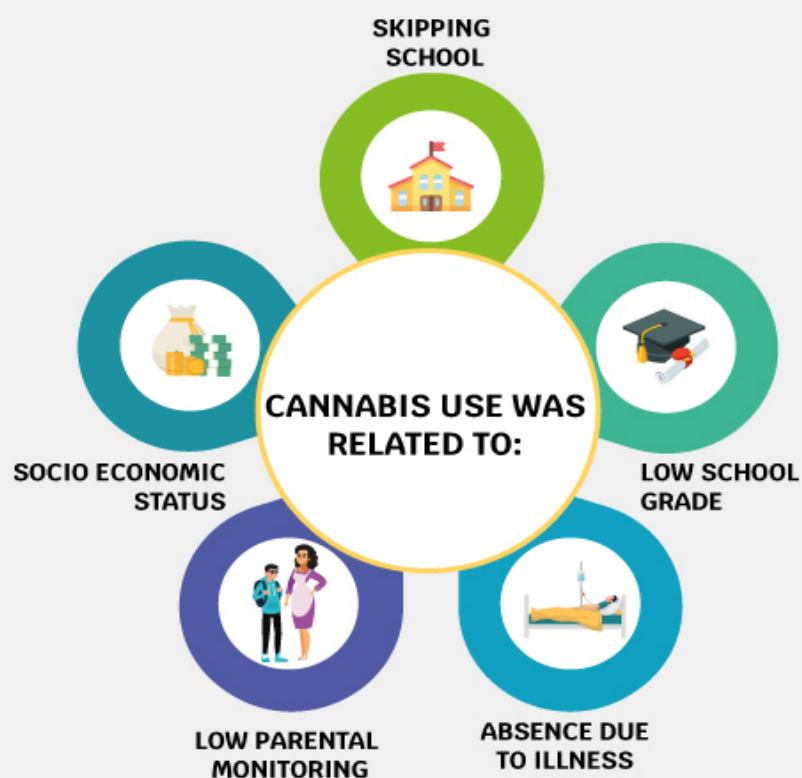 SKIPPING
SCHOOL
CANNABIS USE WAS
RELATED TO:
SOCIO ECONOMIC
STATUS
LOW SCHOOL
GRADE
LOW PARENTAL
MONITORING
ABSENCE DUE
TO ILLNESS